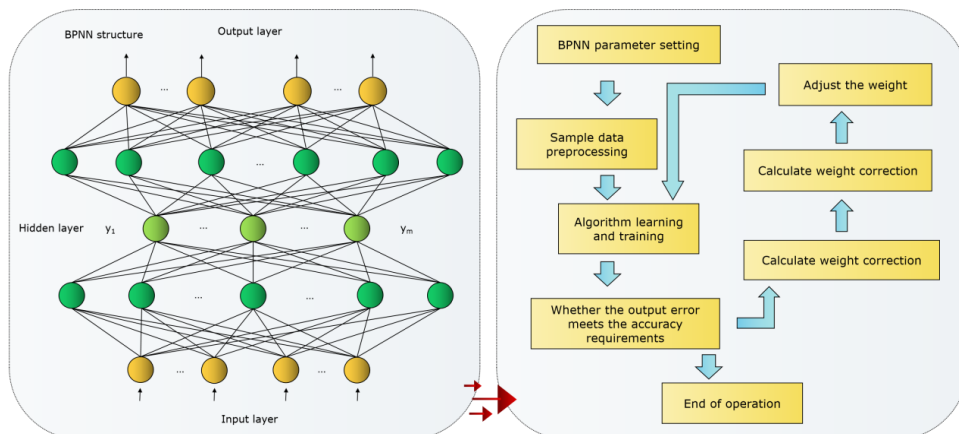 BPNN structure
Output layer
...
...
...
Hidden layer
y1
...
...
ym
...
...
...
...
Input layer
BPNN parameter setting
Sample data
preprocessing
Algorithm learning
and training
Whether the output error
meets the accuracy
requirements
End of operation
Adjust the weight
Calculate weight correction
Calculate weight correction